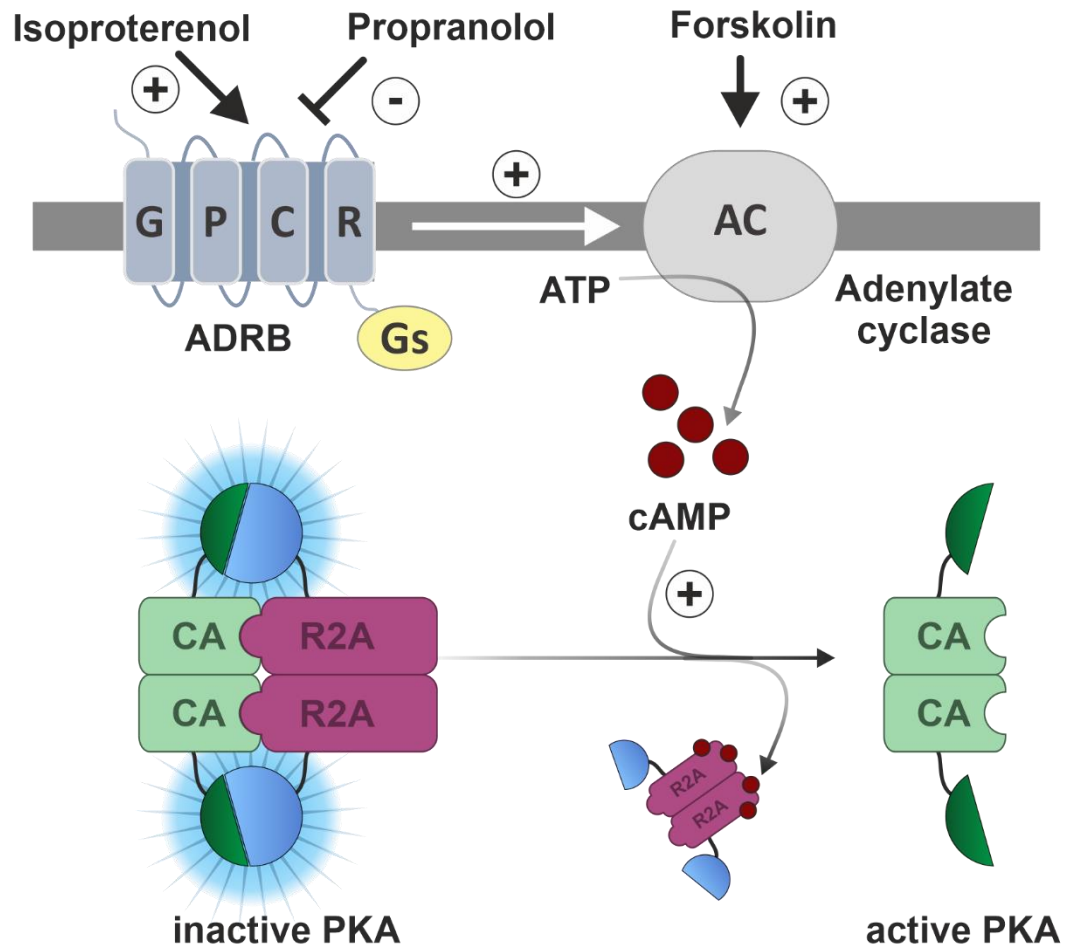 Isoproterenol
Propranolol
Forskolin
+
-
+
+
G P C R
AC
ATP
Adenylate
cyclase
ADRB
Gs
cAMP
+
CA R2A
CA R2A
CA
CA
R2A
R2A
inactive PKA
active PKA